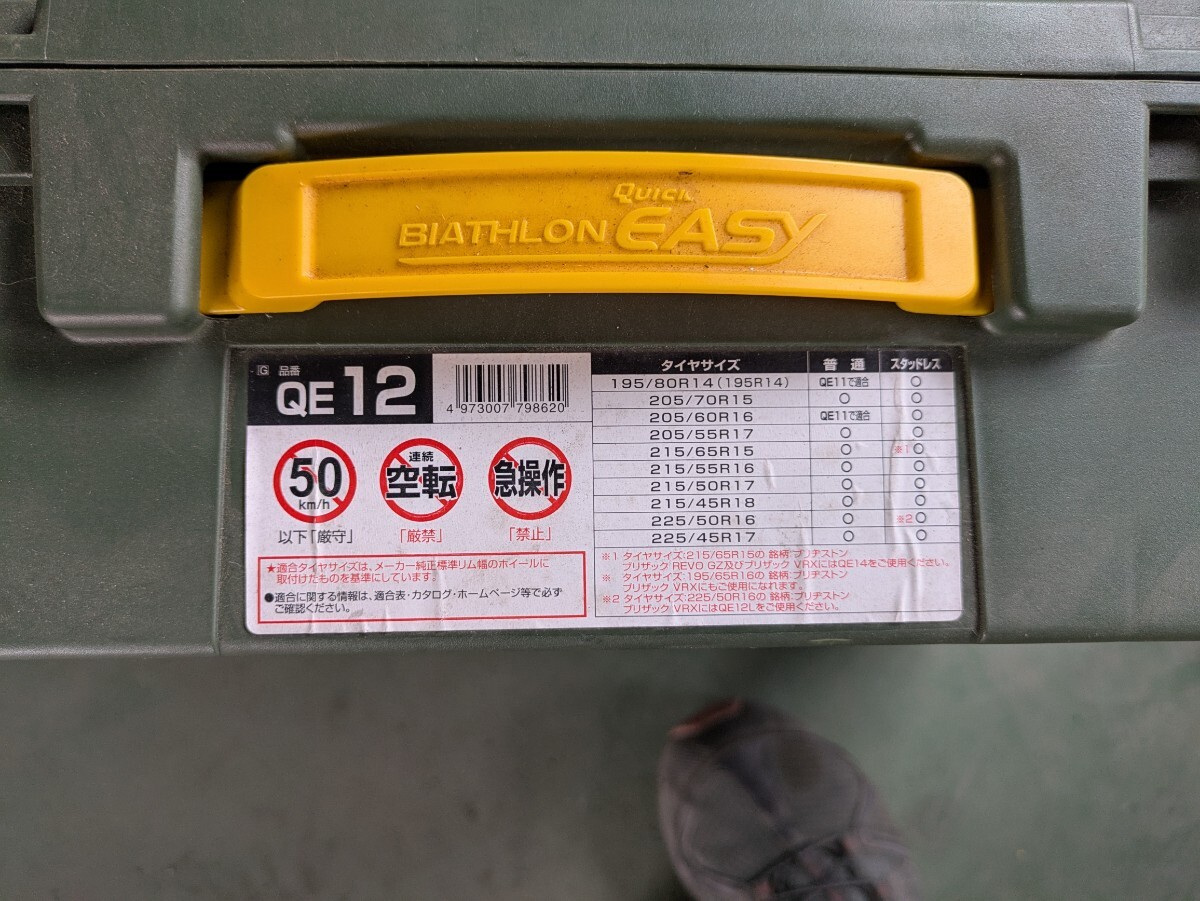 QUICK
BIATHLON EASY
G 品番
QE12
4 973007 798620
50
km/h
以下「厳守」
連続
空転
「厳禁」
急操作
「禁止」
★適合タイヤサイズは、メーカー純正標準リム幅のホイールに
取付けたものを基準にしています。
●適合に関する情報は、適合表・カタログ・ホームページ等で必ず
ご確認ください。
タイヤサイズ 普通 スタッドレス
195/80R14(195R14) QE11で適合 ○
205/70R15 ○ ○
205/60R16 QE11で適合 ○
205/55R17 ○ ○
215/65R15 ○ ※1○
215/55R16 ○ ○
215/50R17 ○ ○
215/45R18 ○ ○
225/50R16 ○ ※2○
225/45R17 ○ ○
※1 タイヤサイズ:215/65R15の 銘柄:ブリヂストン
ブリザック REVO GZ及びブリザック VRXにはQE14をご使用ください。
※ タイヤサイズ:195/65R16の 銘柄:ブリヂストン
ブリザック VRXにもご使用になれます。
※2 タイヤサイズ:225/50R16の 銘柄:ブリヂストン
ブリザック VRXにはQE12Lをご使用ください。